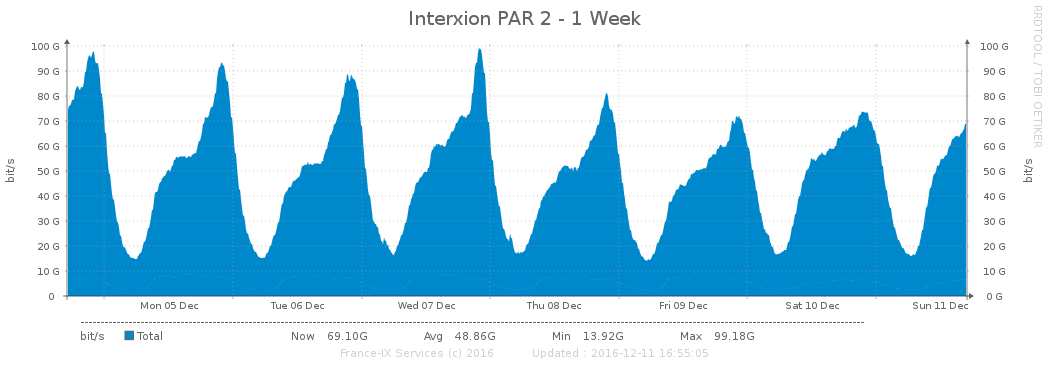 Interxion PAR 2 - 1 Week
RRDTOOL / TOBI OETIKER
100 G 100 G
90 G 90 G
80 G 80 G
70 G 70 G
60 G 60 G
50 G 50 G
40 G 40 G
30 G 30 G
20 G 20 G
10 G 10 G
0 0 G
bit/s
bit/s
Mon 05 Dec Tue 06 Dec Wed 07 Dec Thu 08 Dec Fri 09 Dec Sat 10 Dec Sun 11 Dec
bit/s Total Now 69.10G Avg 48.86G Min 13.92G Max 99.18G
France-IX Services (c) 2016 Updated : 2016-12-11 16:55:05